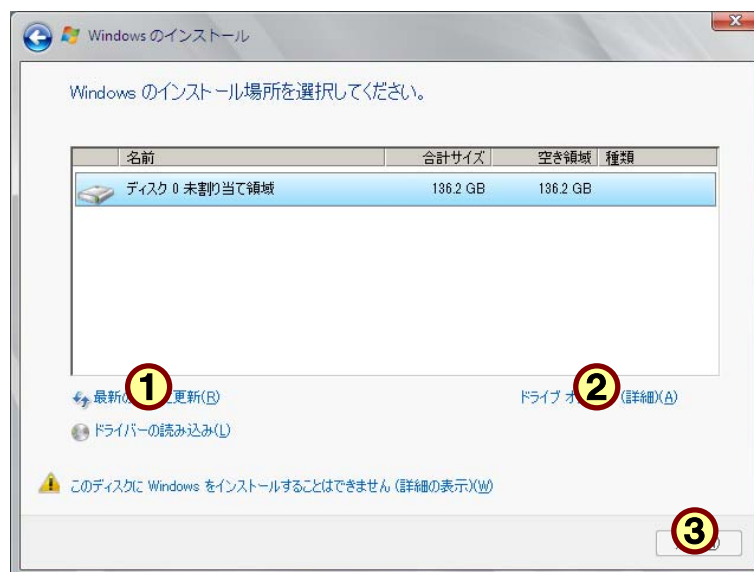 Windows のインストール
Windows のインストール場所を選択してください。
名前 合計サイズ 空き領域 種類
ディスク 0 未割り当て領域 136.2 GB 136.2 GB
1
2
最新 更新(R)
ドライブ オ (詳細)(A)
ドライバーの読み込み(L)
このディスクに Windows をインストールすることはできません (詳細の表示)(W)
3